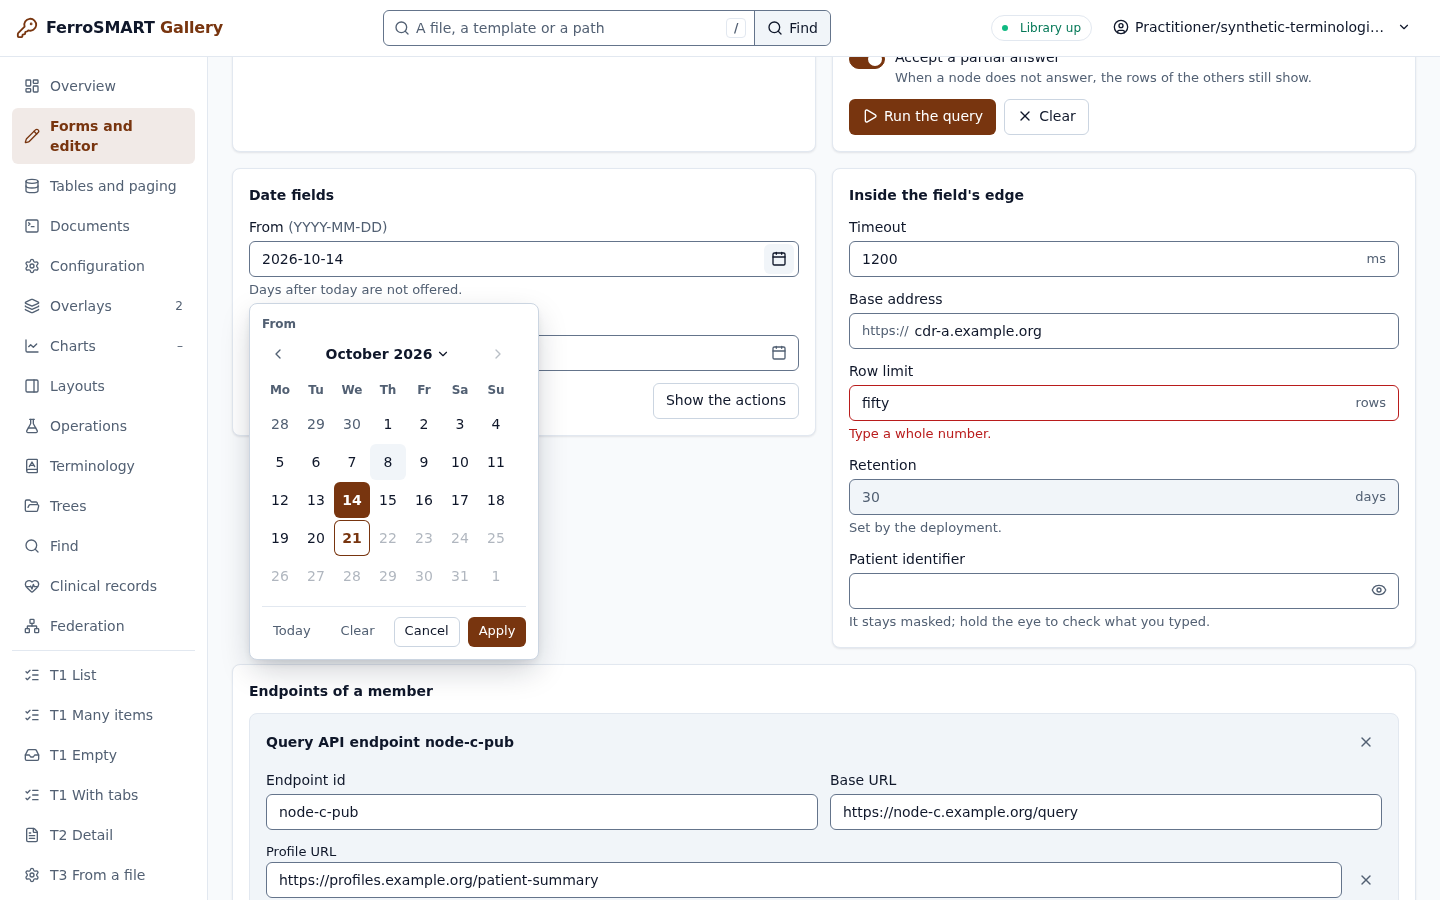 FerroSMART Gallery
A file, a template or a path
/
Find
Library up
Practitioner/synthetic-terminologi...
Overview
Forms and
editor
Tables and paging
Documents
Configuration
Overlays 2
Charts –
Layouts
Operations
Terminology
Trees
Find
Clinical records
Federation
T1 List
T1 Many items
T1 Empty
T1 With tabs
T2 Detail
T3 From a file
Accept a partial answer
When a node does not answer, the rows of the others still show.
Run the query
Clear
Date fields
From (YYYY-MM-DD)
2026-10-14
Days after today are not offered.
Show the actions
From
October 2026
Mo Tu We Th Fr Sa Su
28 29 30 1 2 3 4
5 6 7 8 9 10 11
12 13 14 15 16 17 18
19 20 21 22 23 24 25
26 27 28 29 30 31 1
Today Clear Cancel Apply
Inside the field's edge
Timeout
1200 ms
Base address
https:// cdr-a.example.org
Row limit
fifty rows
Type a whole number.
Retention
30 days
Set by the deployment.
Patient identifier
It stays masked; hold the eye to check what you typed.
Endpoints of a member
Query API endpoint node-c-pub
Endpoint id
node-c-pub
Base URL
https://node-c.example.org/query
Profile URL
https://profiles.example.org/patient-summary